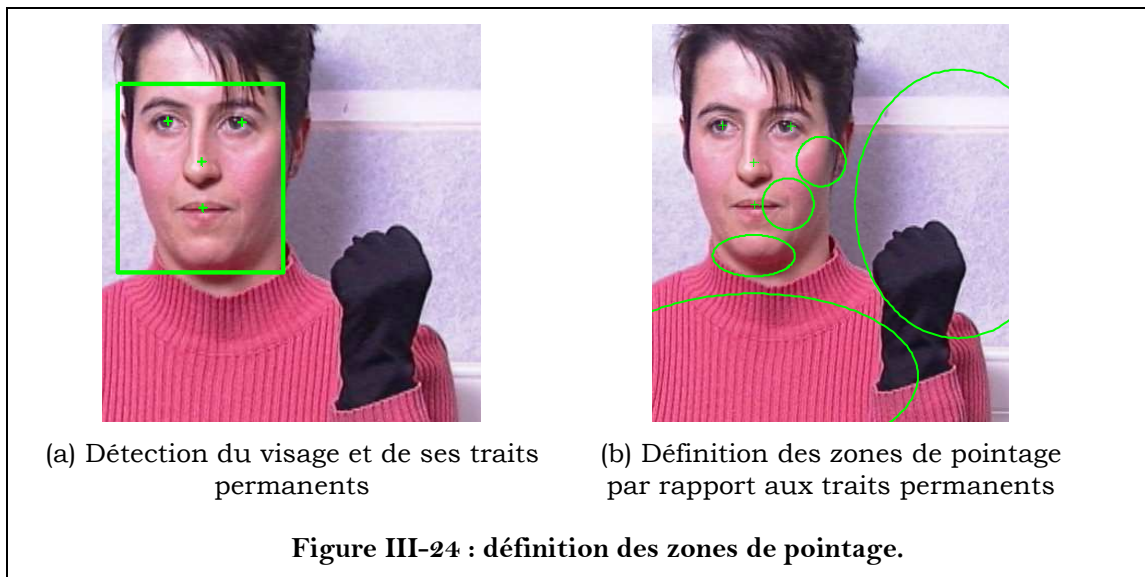 (a) Détection du visage et de ses traits
permanents
(b) Définition des zones de pointage
par rapport aux traits permanents
Figure III-24 : définition des zones de pointage.